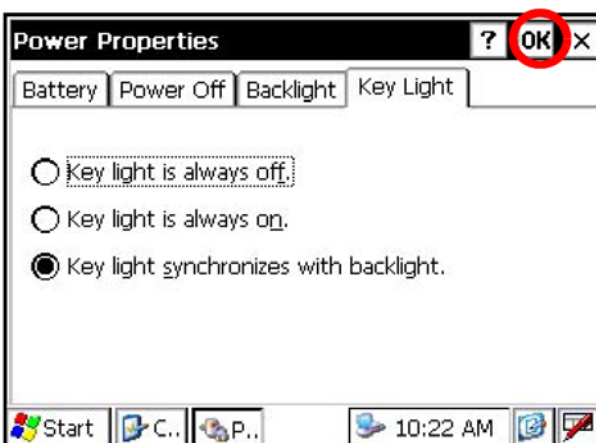 Power Properties ? OK ×
Battery Power Off Backlight Key Light
Key light is always off.
Key light is always on.
Key light synchronizes with backlight.
Start C.. P.. 10:22 AM